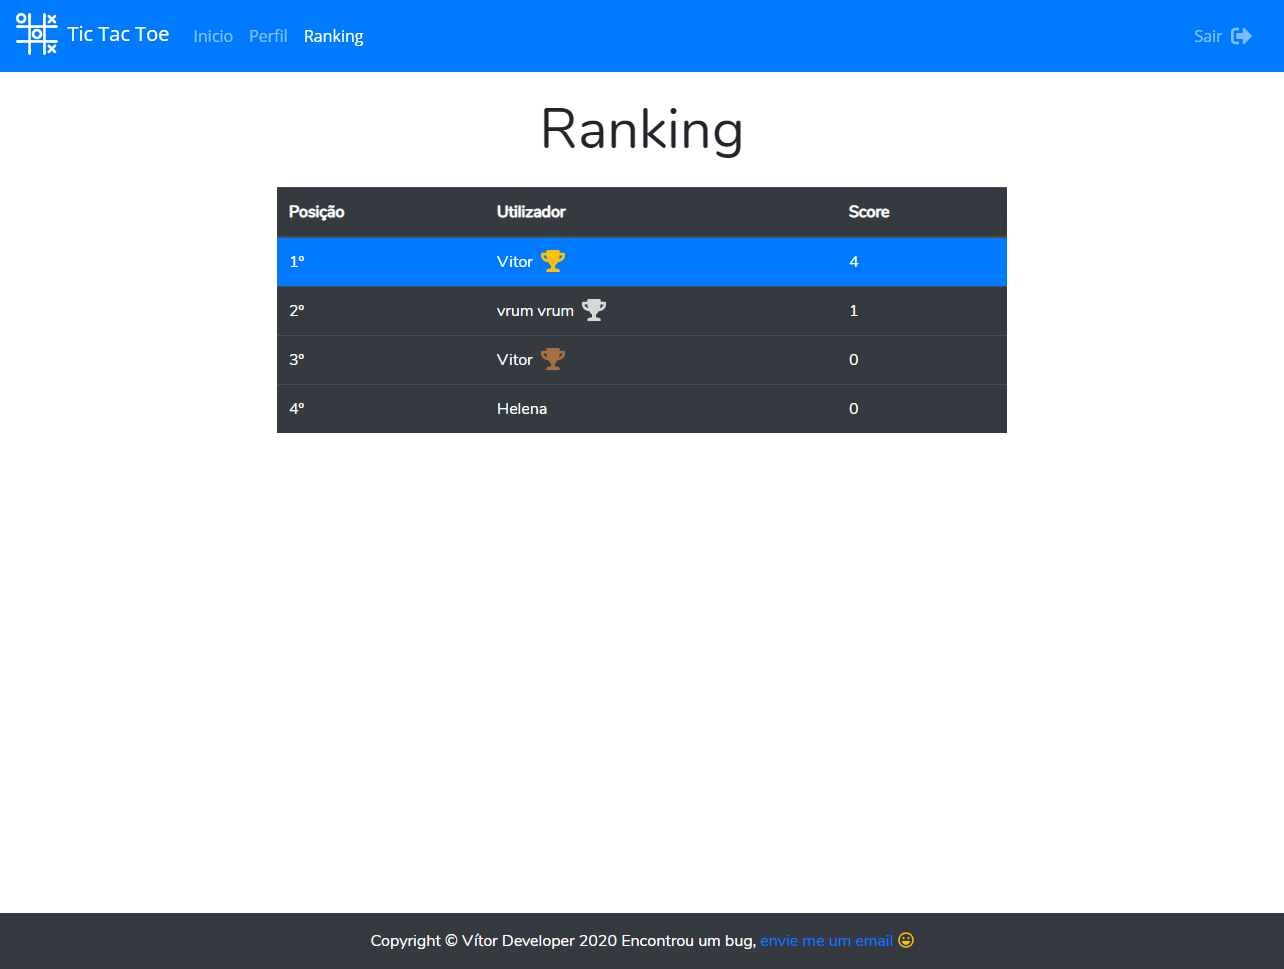 Tic Tac Toe Inicio Perfil Ranking Sair
Ranking
Posição Utilizador Score
1º Vitor 4
2º vrum vrum 1
3º Vitor 0
4º Helena 0
Copyright © Vítor Developer 2020 Encontrou um bug, envie me um email